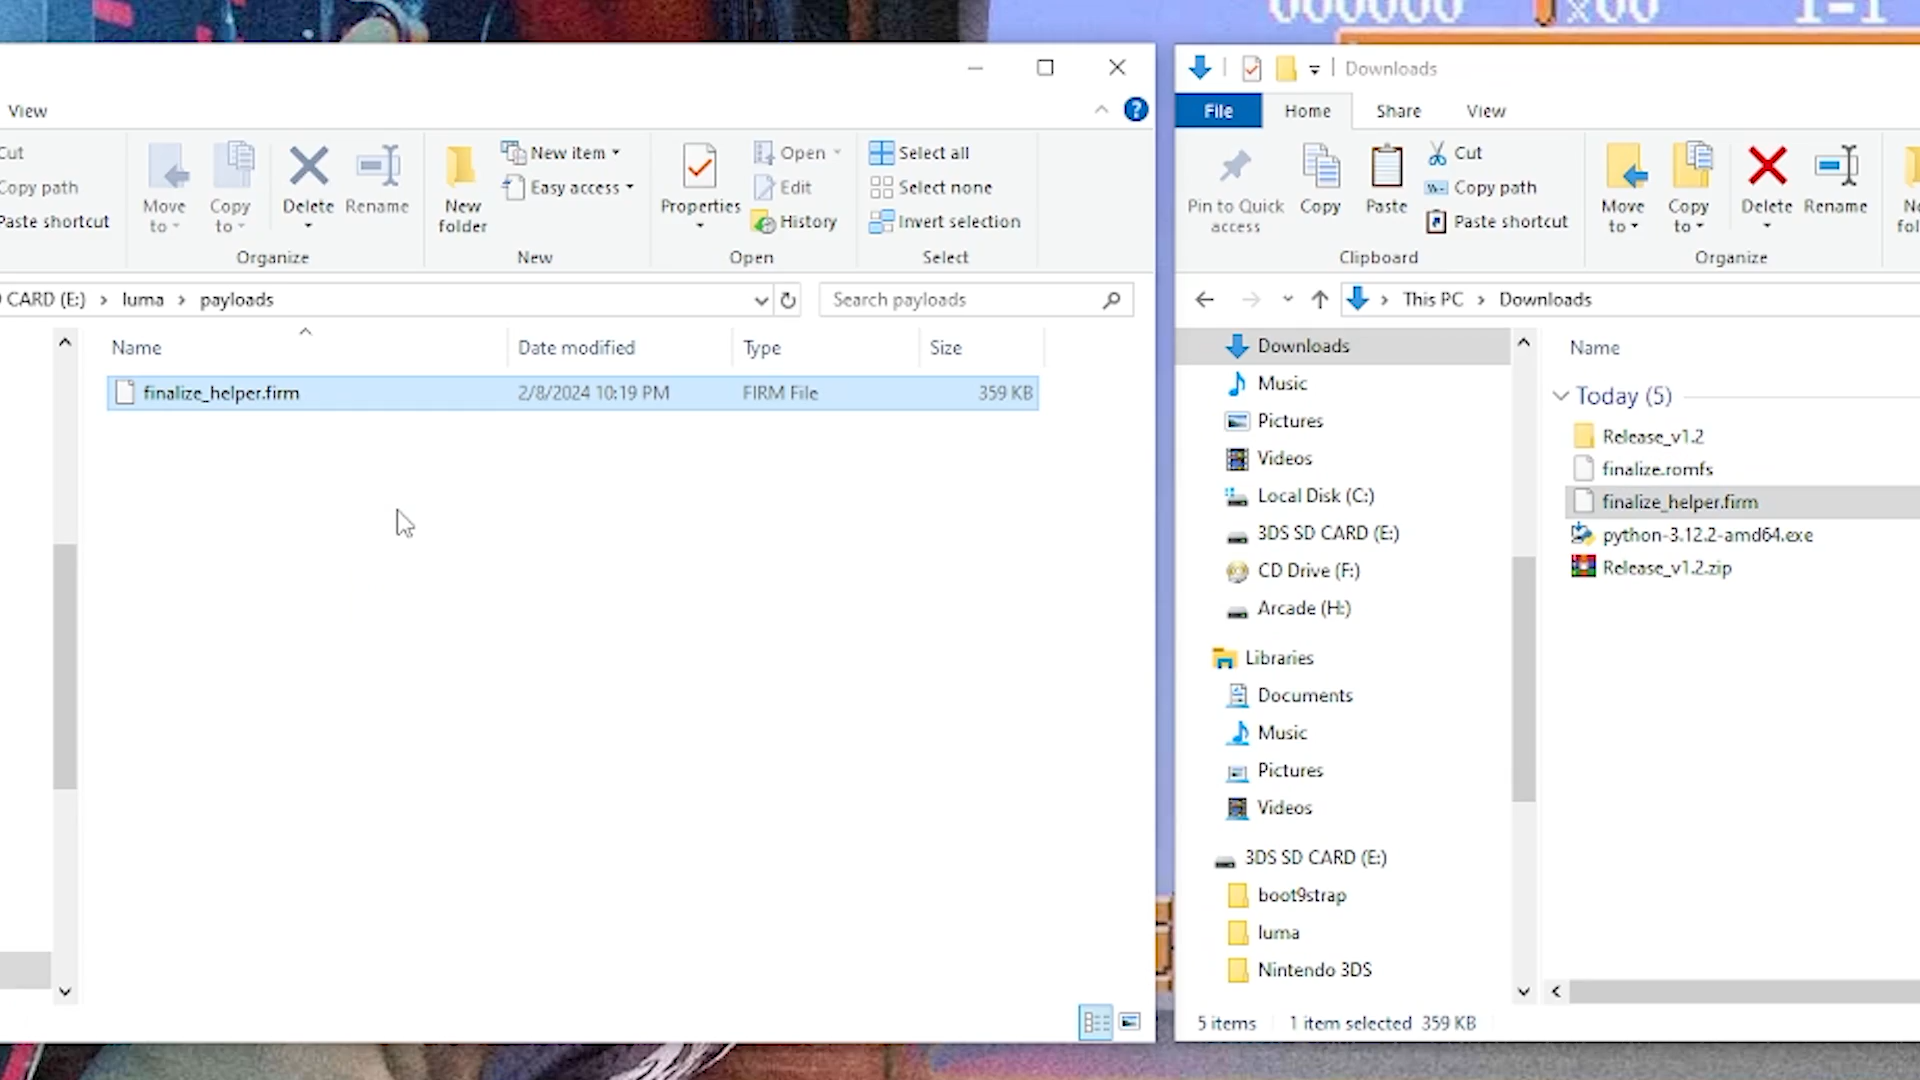 000000 x00 1-1
View
Cut
Copy path
Paste shortcut
Move to
Copy to
Delete
Rename
Organize
New folder
New item
Easy access
New
Properties
Open
Edit
History
Open
Select all
Select none
Invert selection
Select
CARD (E:) > luma > payloads
Search payloads
Name Date modified Type Size
finalize_helper.firm 2/8/2024 10:19 PM FIRM File 359 KB
Downloads
File Home Share View
Pin to Quick access
Copy
Paste
Cut
Copy path
Paste shortcut
Clipboard
Move to
Copy to
Delete
Rename
Organize
This PC > Downloads
Downloads
Music
Pictures
Videos
Local Disk (C:)
3DS SD CARD (E:)
CD Drive (F:)
Arcade (H:)
Libraries
Documents
Music
Pictures
Videos
3DS SD CARD (E:)
boot9strap
luma
Nintendo 3DS
Name
Today (5)
Release_v1.2
finalize.romfs
finalize_helper.firm
python-3.12.2-amd64.exe
Release_v1.2.zip
5 items 1 item selected 359 KB